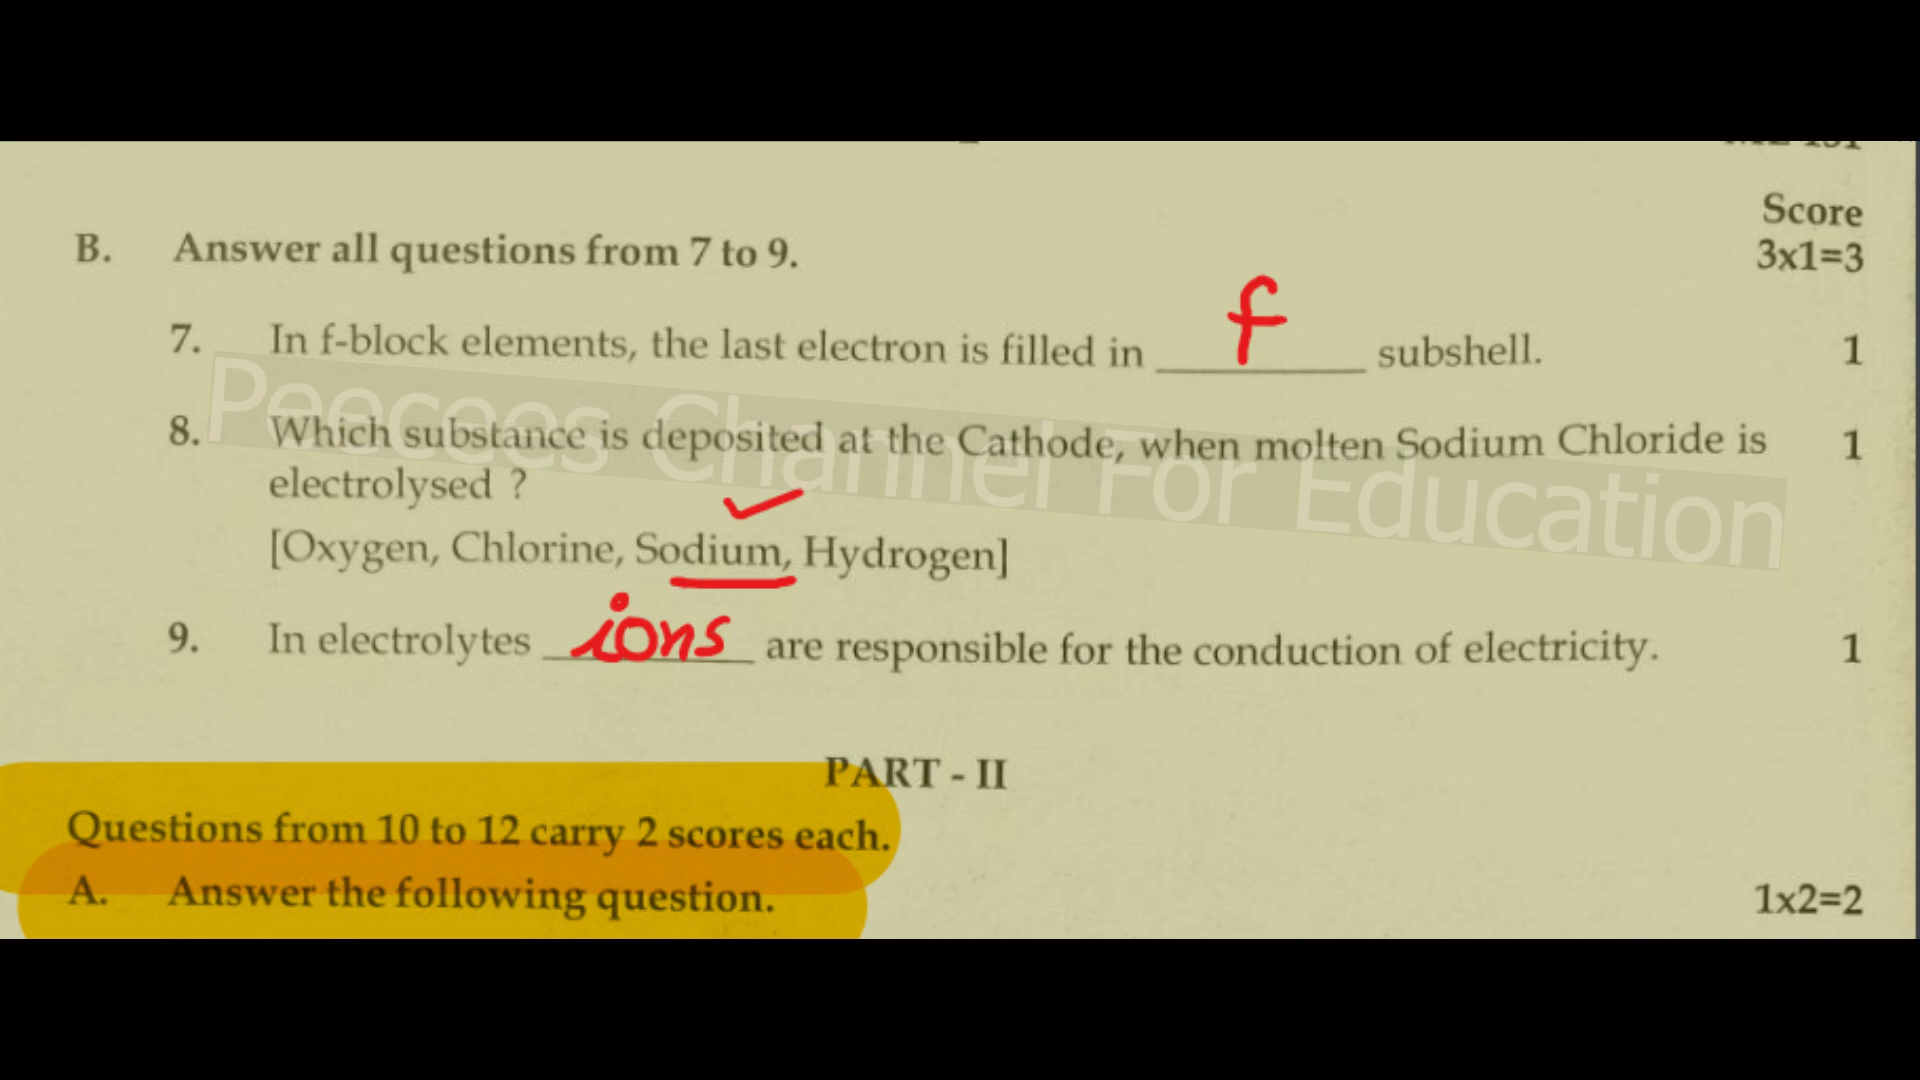 Score
B. Answer all questions from 7 to 9. 3x1=3
7. In f-block elements, the last electron is filled in f subshell. 1
8. Which substance is deposited at the Cathode, when molten Sodium Chloride is 1
electrolysed ?
[Oxygen, Chlorine, Sodium, Hydrogen]
9. In electrolytes ions are responsible for the conduction of electricity. 1
Peecees Channel For Education
PART - II
Questions from 10 to 12 carry 2 scores each.
A. Answer the following question. 1x2=2